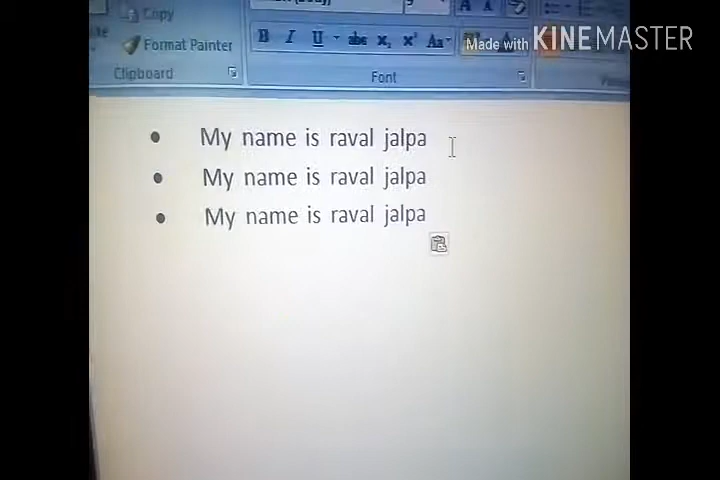 Copy
Format Painter
Clipboard
B I U abc x₂ x² Aa
Font
Made with KINEMASTER
• My name is raval jalpa
• My name is raval jalpa
• My name is raval jalpa